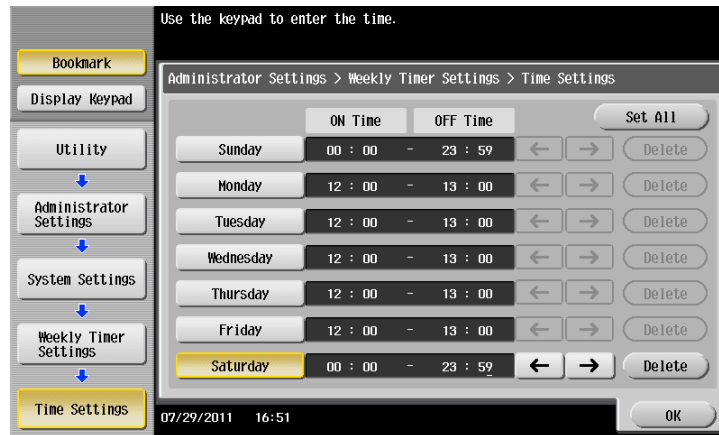 Use the keypad to enter the time.
Bookmark
Display Keypad
Utility
Administrator
Settings
System Settings
Weekly Timer
Settings
Time Settings
Administrator Settings > Weekly Timer Settings > Time Settings
ON Time OFF Time Set All
Sunday 00 : 00 - 23 : 59 ← → Delete
Monday 12 : 00 - 13 : 00 ← → Delete
Tuesday 12 : 00 - 13 : 00 ← → Delete
Wednesday 12 : 00 - 13 : 00 ← → Delete
Thursday 12 : 00 - 13 : 00 ← → Delete
Friday 12 : 00 - 13 : 00 ← → Delete
Saturday 00 : 00 - 23 : 59 ← → Delete
07/29/2011 16:51 OK